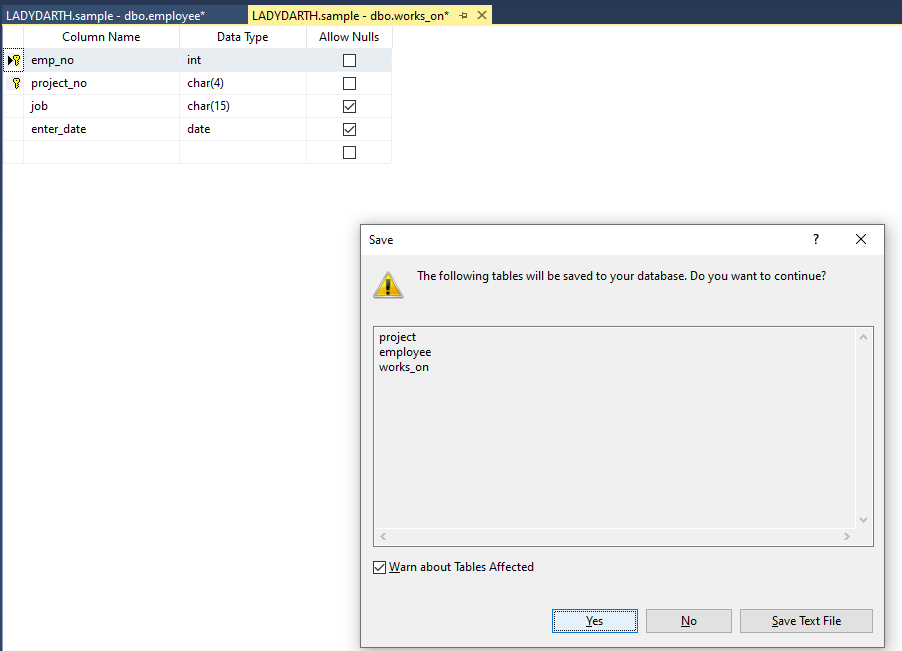 LADYDARTH.sample - dbo.employee*
LADYDARTH.sample - dbo.works_on*
Column Name Data Type Allow Nulls
emp_no int
project_no char(4)
job char(15)
enter_date date
Save
The following tables will be saved to your database. Do you want to continue?
project
employee
works_on
Warn about Tables Affected
Yes No Save Text File